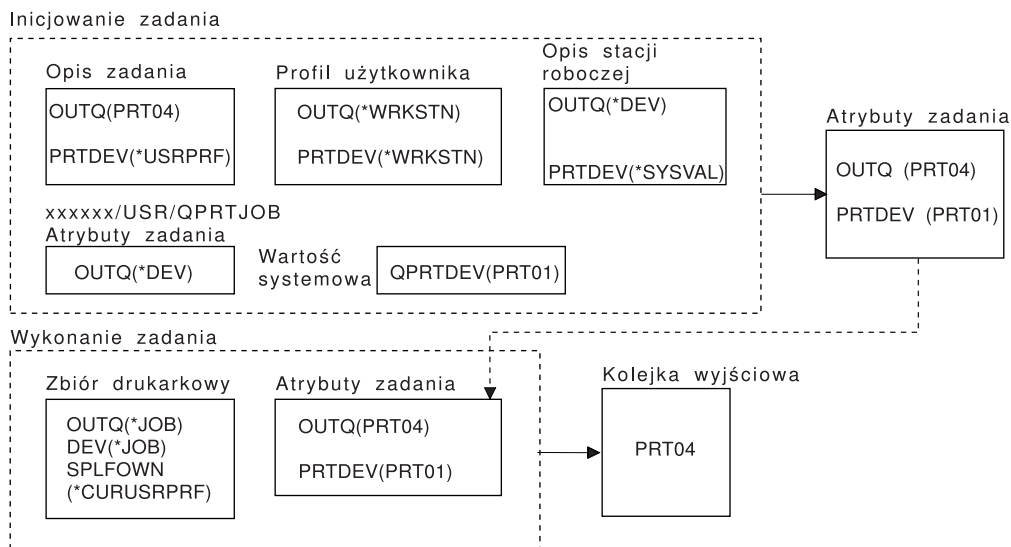 Inicjowanie zadania
Opis zadania
OUTQ(PRT04)
PRTDEV(*USRPRF)
Profil użytkownika
OUTQ(*WRKSTN)
PRTDEV(*WRKSTN)
Opis stacji
roboczej
OUTQ(*DEV)
PRTDEV(*SYSVAL)
Atrybuty zadania
OUTQ (PRT04)
PRTDEV (PRT01)
xxxxxx/USR/QPRTJOB
Atrybuty zadania
OUTQ(*DEV)
Wartość
systemowa
QPRTDEV(PRT01)
Wykonanie zadania
Zbiór drukarkowy
OUTQ(*JOB)
DEV(*JOB)
SPLFOWN
(*CURUSRPRF)
Atrybuty zadania
OUTQ(PRT04)
PRTDEV(PRT01)
Kolejka wyjściowa
PRT04